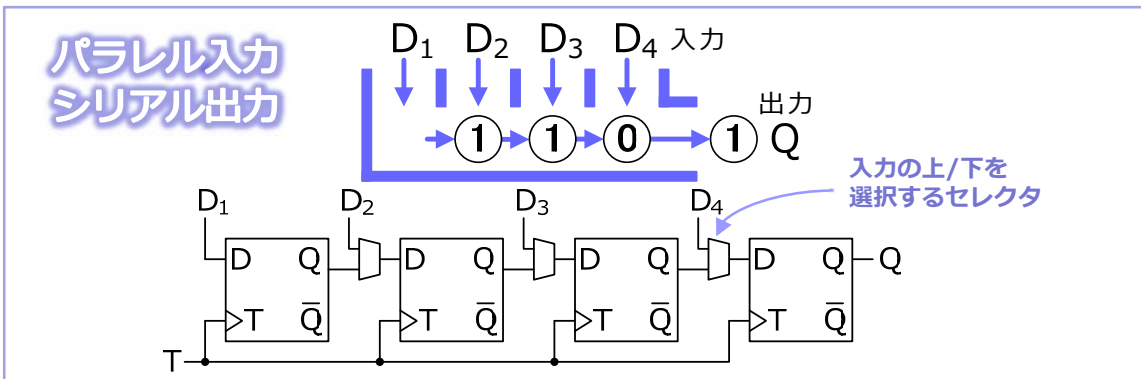 パラレル入力
シリアル出力
D1 D2 D3 D4 入力
出力
1 1 0 1 Q
入力の上/下を
選択するセレクタ
D1 D2 D3 D4
D Q D Q D Q D Q Q
T Q̅ T Q̅ T Q̅ T Q̅
T